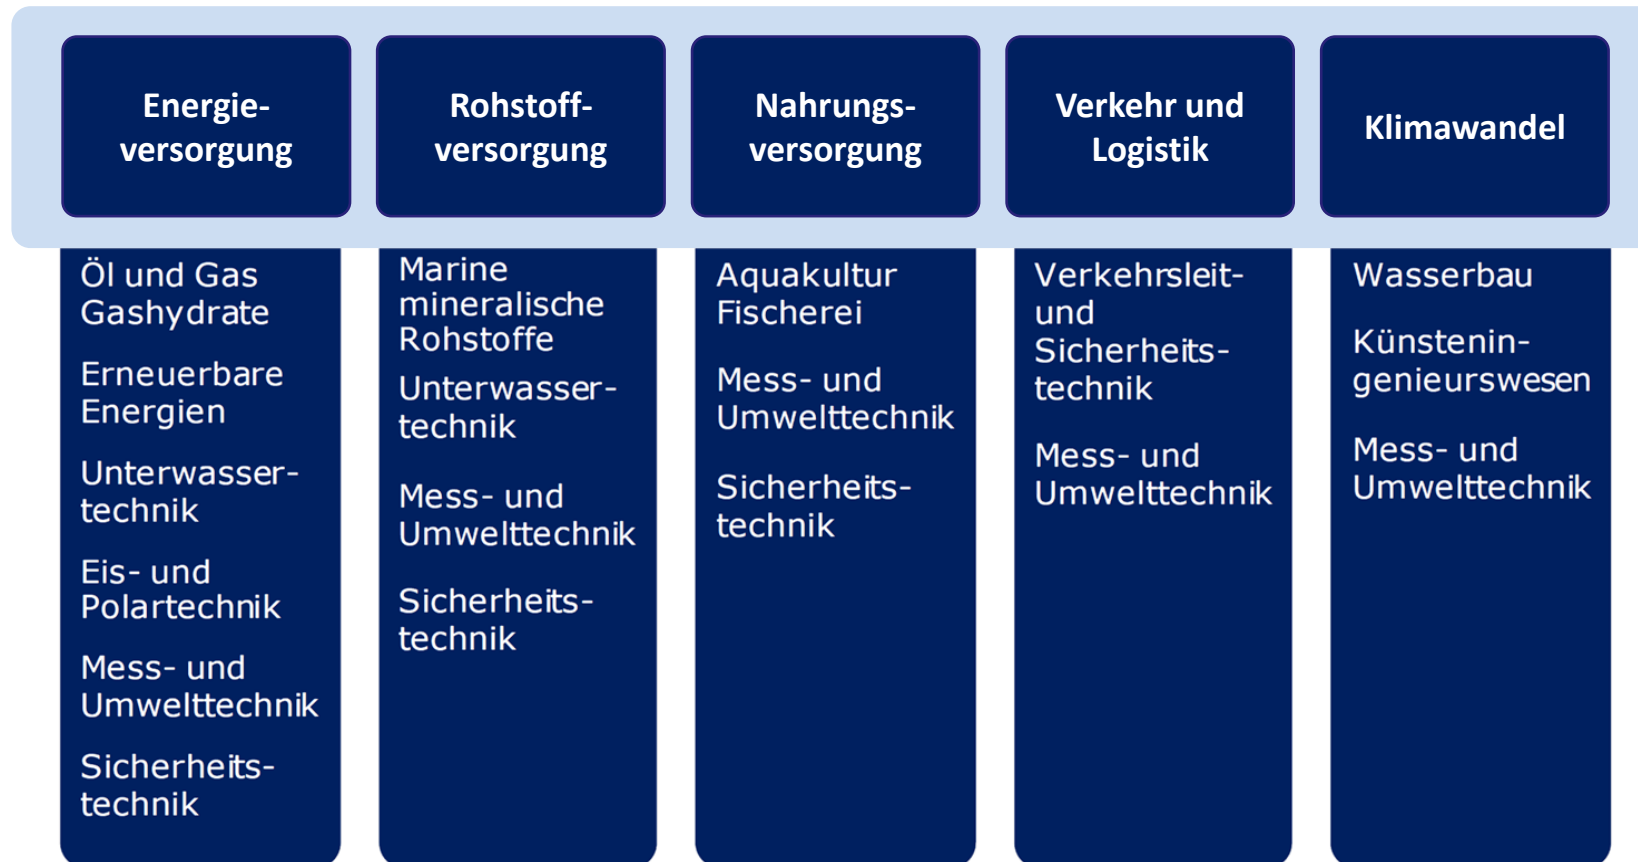 Energie-
versorgung
Rohstoff-
versorgung
Nahrungs-
versorgung
Verkehr und
Logistik
Klimawandel
Öl und Gas
Gashydrate
Erneuerbare
Energien
Unterwasser-
technik
Eis- und
Polartechnik
Mess- und
Umwelttechnik
Sicherheits-
technik
Marine
mineralische
Rohstoffe
Unterwasser-
technik
Mess- und
Umwelttechnik
Sicherheits-
technik
Aquakultur
Fischerei
Mess- und
Umwelttechnik
Sicherheits-
technik
Verkehrsleit-
und
Sicherheits-
technik
Mess- und
Umwelttechnik
Wasserbau
Künstenin-
genieurswesen
Mess- und
Umwelttechnik